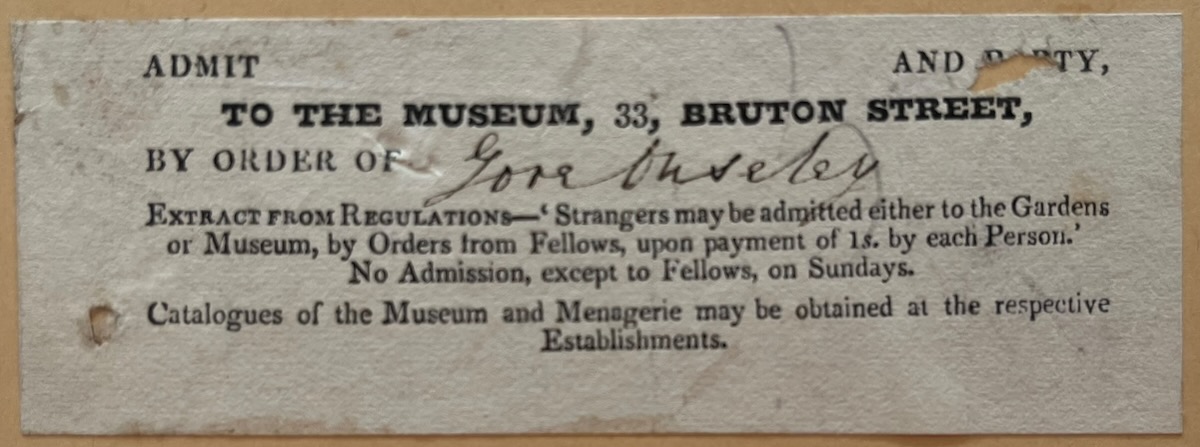 ADMIT AND PARTY,
TO THE MUSEUM, 33, BRUTON STREET,
BY ORDER OF Gore Ouseley
EXTRACT FROM REGULATIONS—‘Strangers may be admitted either to the Gardens
or Museum, by Orders from Fellows, upon payment of 1s. by each Person.’
No Admission, except to Fellows, on Sundays.
Catalogues of the Museum and Menagerie may be obtained at the respective
Establishments.